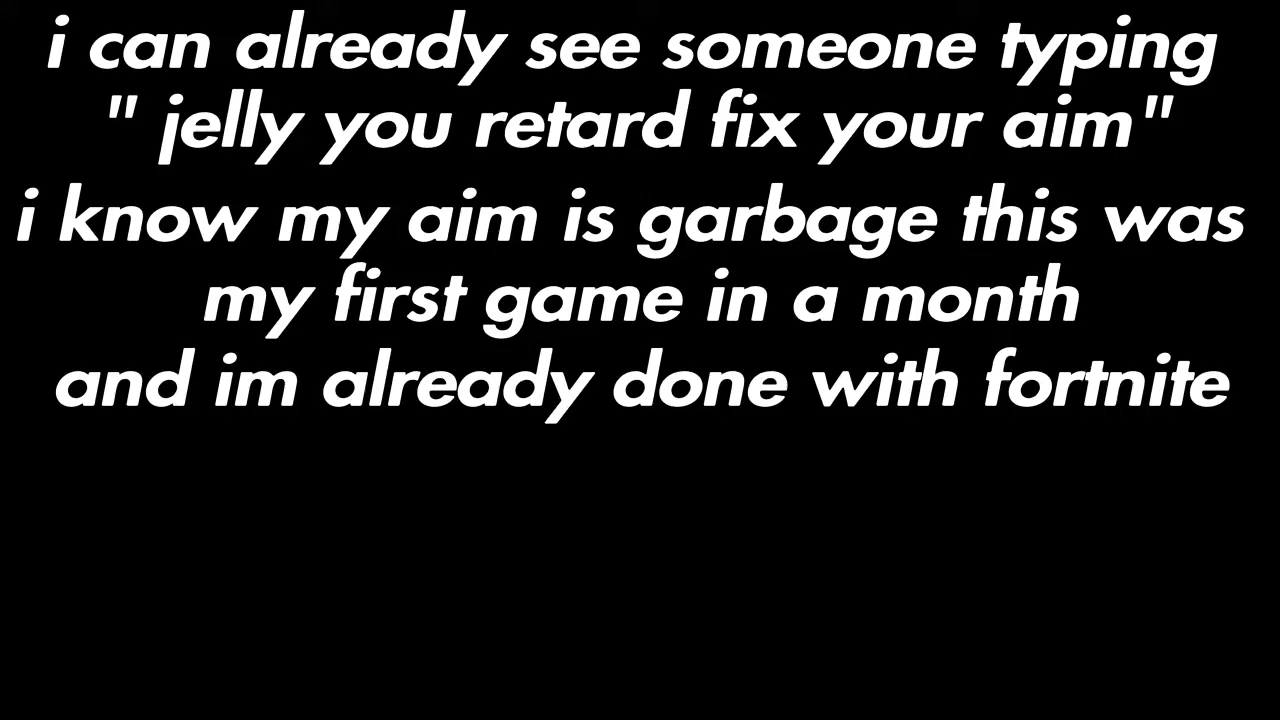 i can already see someone typing
" jelly you retard fix your aim"
i know my aim is garbage this was
my first game in a month
and im already done with fortnite